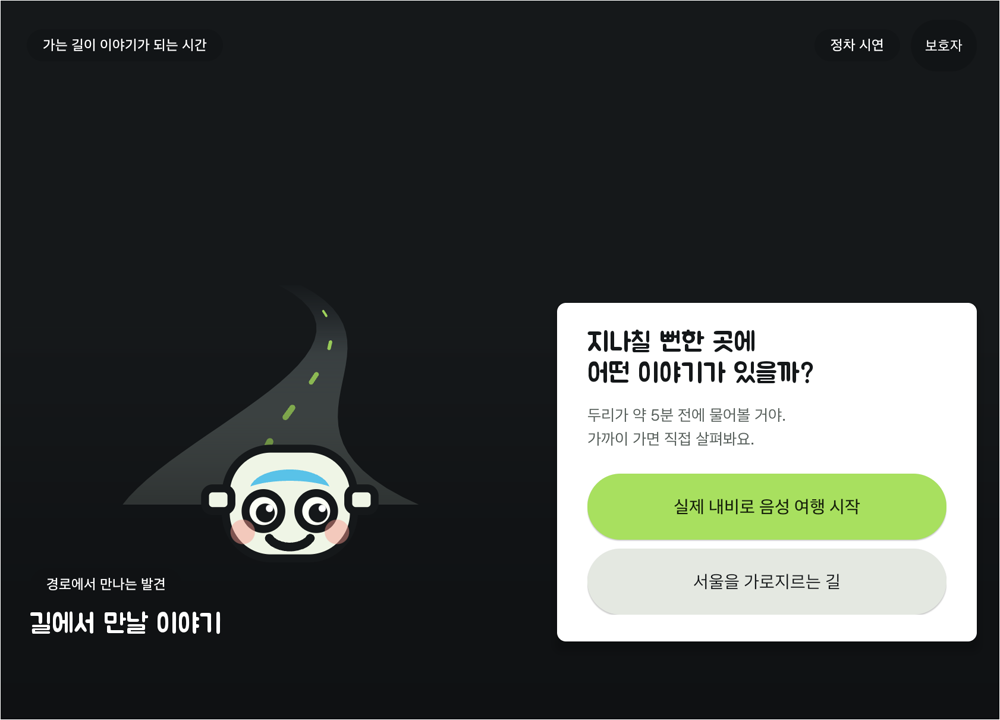 가는 길이 이야기가 되는 시간
정차 시연
보호자
지나칠 뻔한 곳에
어떤 이야기가 있을까?
두리가 약 5분 전에 물어볼 거야.
가까이 가면 직접 살펴봐요.
실제 내비로 음성 여행 시작
서울을 가로지르는 길
경로에서 만나는 발견
길에서 만날 이야기